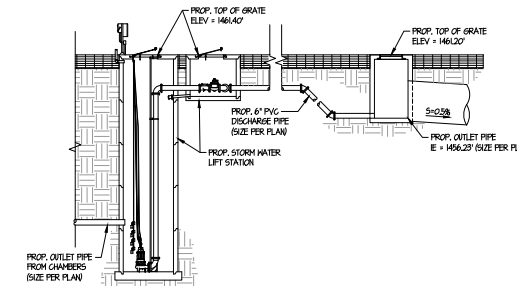 PROP. TOP OF GRATE
ELEV = 1461.40'
PROP. TOP OF GRATE
ELEV = 1461.20'
PROP. 6" PVC
DISCHARGE PIPE
(SIZE PER PLAN)
S=0.5%
PROP. OUTLET PIPE
IE = 1456.23' (SIZE PER PL
PROP. STORM WATER
LIFT STATION
PROP. OUTLET PIPE
FROM CHAMBERS
(SIZE PER PLAN)